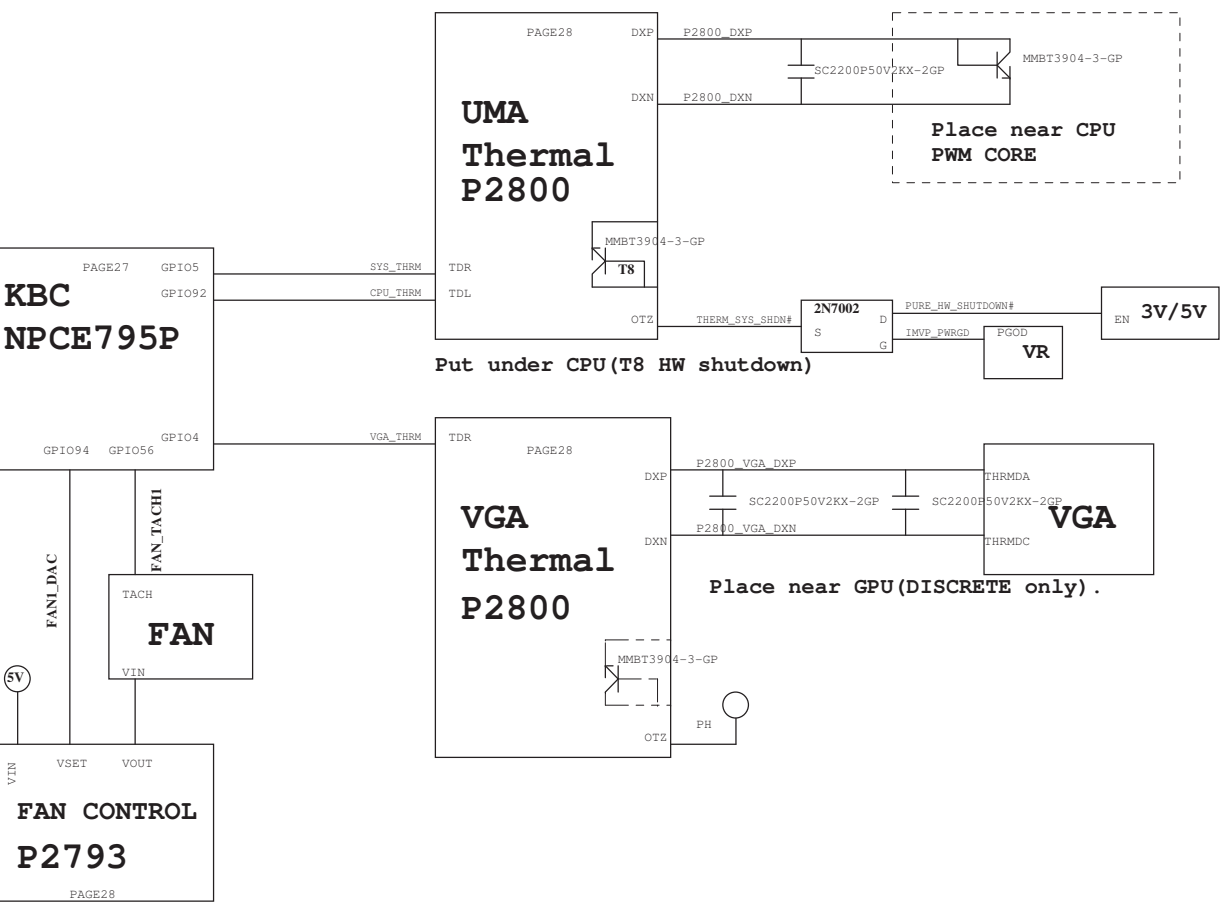 PAGE28
DXP
P2800_DXP
SC2200P50V2KX-2GP
MMBT3904-3-GP
DXN
P2800_DXN
UMA
Thermal
P2800
Place near CPU
PWM CORE
MMBT3904-3-GP
T8
PAGE27
GPIO5
SYS_THRM
TDR
KBC
GPIO92
CPU_THRM
TDL
NPCE795P
OTZ
THERM_SYS_SHDN#
2N7002
D
S
G
PURE_HW_SHUTDOWN#
IMVP_PWRGD
PGOD
VR
EN
3V/5V
Put under CPU(T8 HW shutdown)
GPIO4
VGA_THRM
TDR
GPIO94
GPIO56
PAGE28
DXP
P2800_VGA_DXP
THRMDA
SC2200P50V2KX-2GP
SC2200P50V2KX-2GP
VGA
DXN
P2800_VGA_DXN
THRMDC
VGA
Thermal
P2800
Place near GPU(DISCRETE only).
FAN1_DAC
FAN_TACH1
TACH
FAN
VIN
MMBT3904-3-GP
5V
PH
OTZ
VIN
VSET
VOUT
FAN CONTROL
P2793
PAGE28